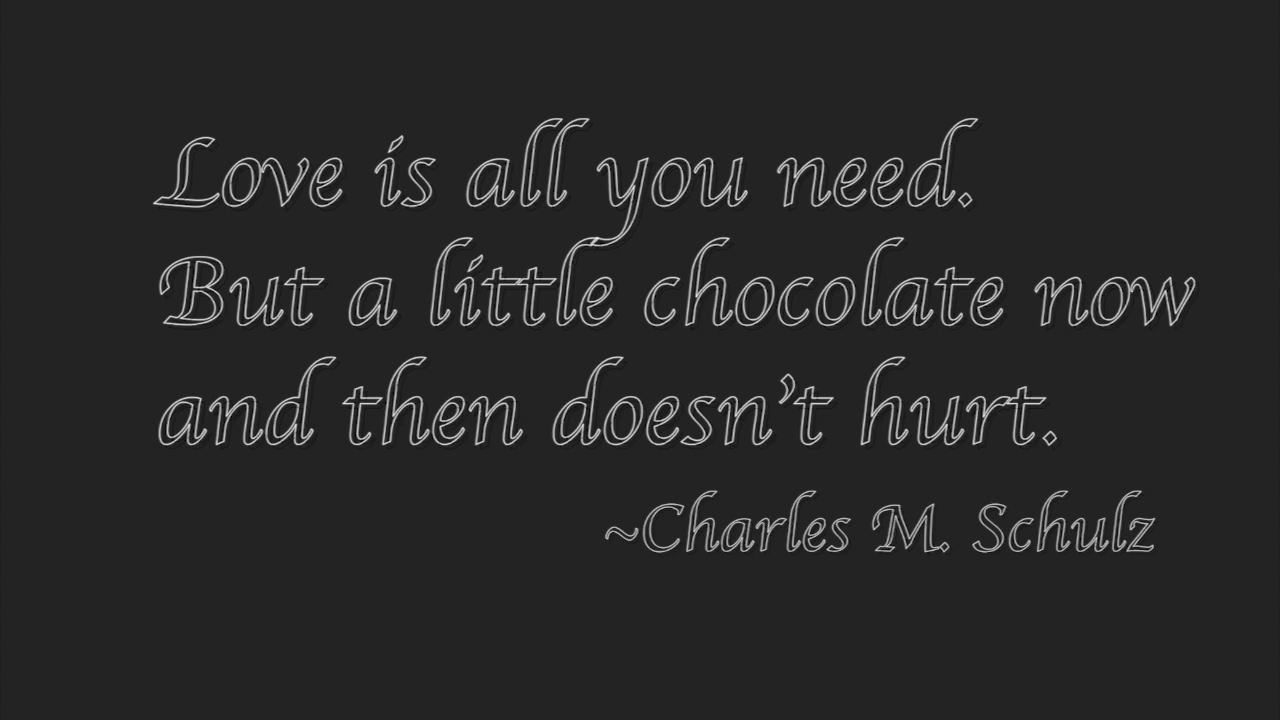 Love is all you need.
But a little chocolate now
and then doesn’t hurt.
~Charles M. Schulz